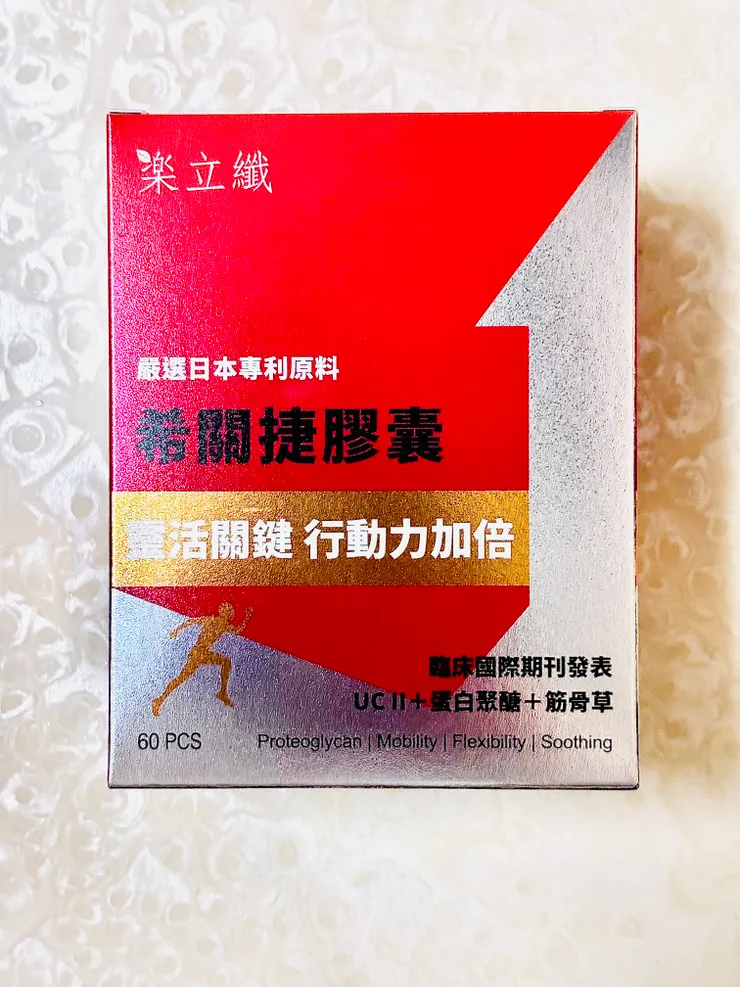 楽立纖
嚴選日本專利原料
希關捷膠囊
靈活關鍵 行動力加倍
臨床國際期刊發表
UC II＋蛋白聚醣＋筋骨草
60 PCS
Proteoglycan | Mobility | Flexibility | Soothing